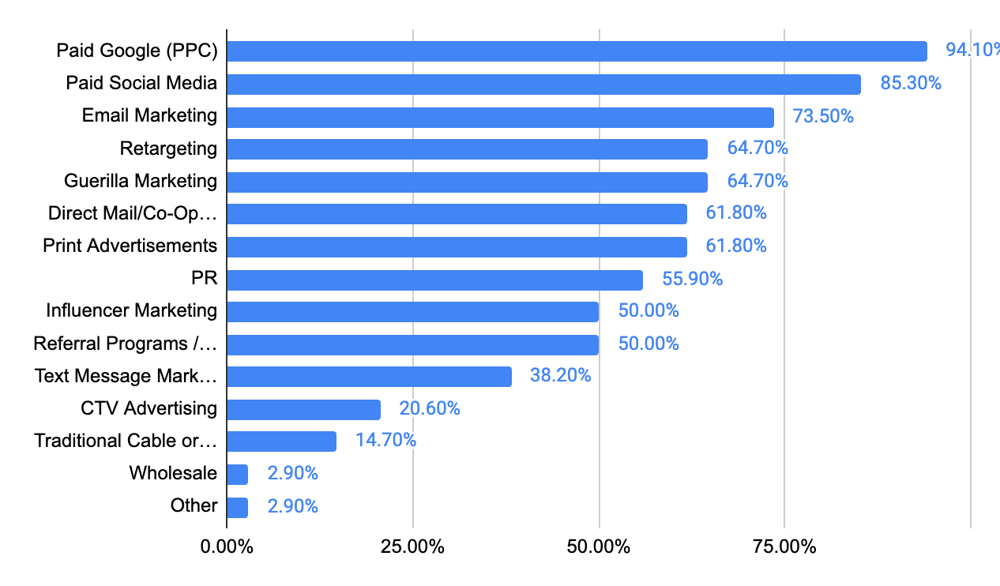 Paid Google (PPC) 94.10%
Paid Social Media 85.30%
Email Marketing 73.50%
Retargeting 64.70%
Guerilla Marketing 64.70%
Direct Mail/Co-Op… 61.80%
Print Advertisements 61.80%
PR 55.90%
Influencer Marketing 50.00%
Referral Programs /… 50.00%
Text Message Mark… 38.20%
CTV Advertising 20.60%
Traditional Cable or… 14.70%
Wholesale 2.90%
Other 2.90%
0.00% 25.00% 50.00% 75.00%